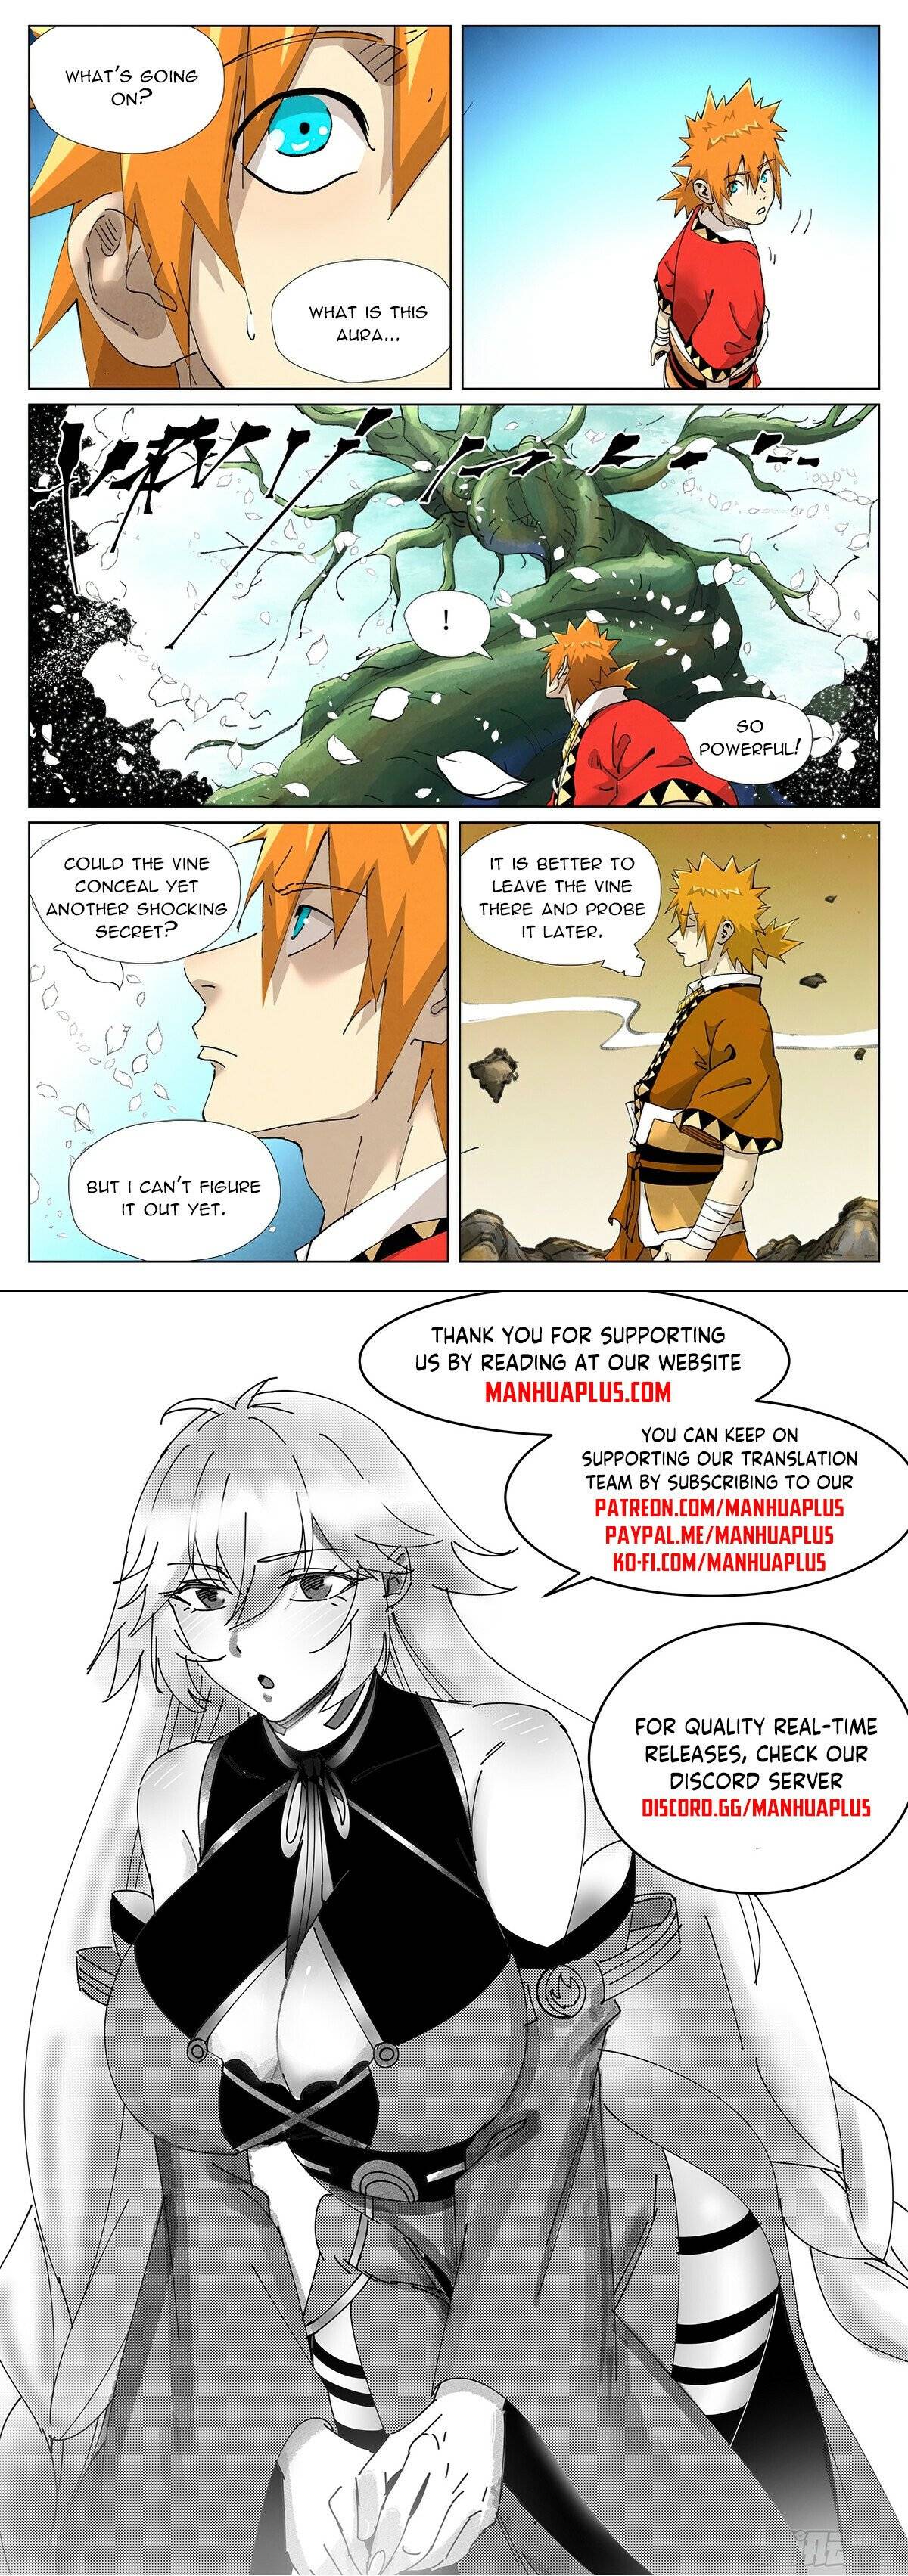 WHAT'S GOING
ON?
WHAT IS THIS
AURA...
!
SO
POWERFUL!
COULD THE VINE
CONCEAL YET
ANOTHER SHOCKING
SECRET?
BUT I CAN'T FIGURE
IT OUT YET.
IT IS BETTER TO
LEAVE THE VINE
THERE AND PROBE
IT LATER.
THANK YOU FOR SUPPORTING
US BY READING AT OUR WEBSITE
MANHUAPLUS.COM
YOU CAN KEEP ON
SUPPORTING OUR TRANSLATION
TEAM BY SUBSCRIBING TO OUR
PATREON.COM/MANHUAPLUS
PAYPAL.ME/MANHUAPLUS
KO-FI.COM/MANHUAPLUS
FOR QUALITY REAL-TIME
RELEASES, CHECK OUR
DISCORD SERVER
DISCORD.GG/MANHUAPLUS